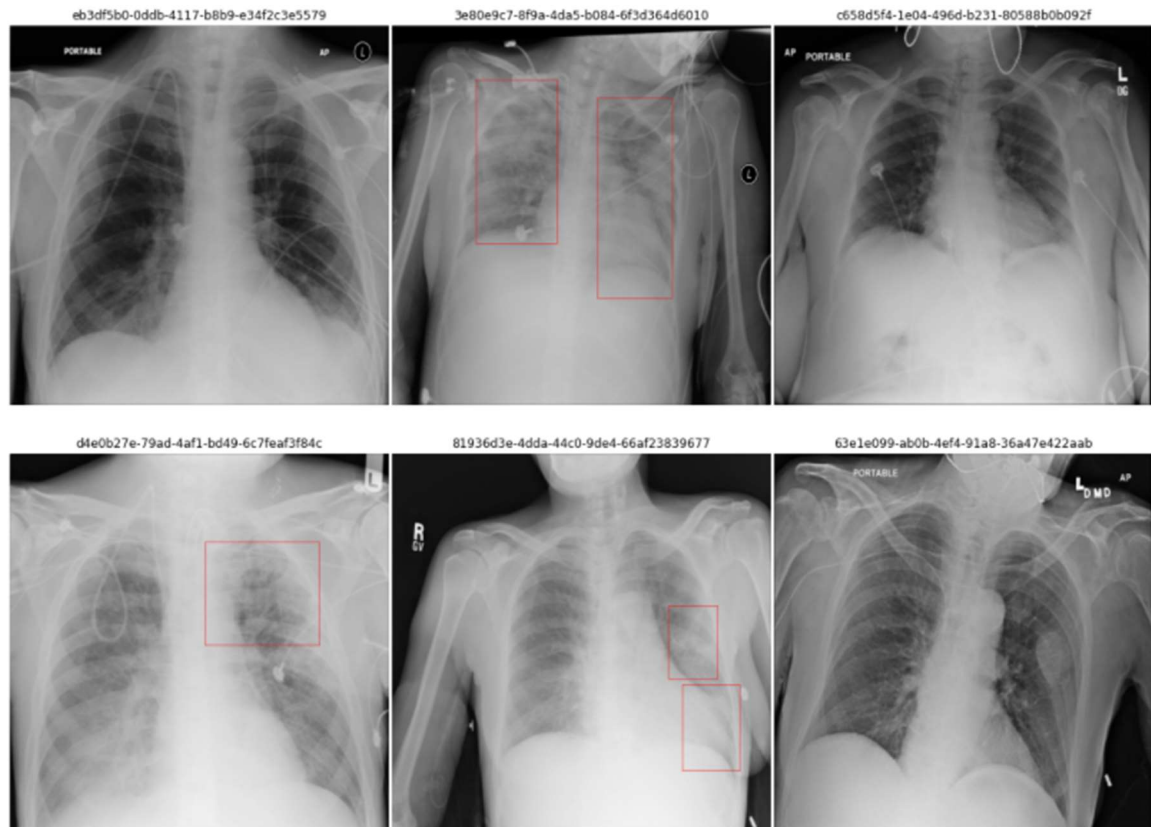 eb3df5b0-0ddb-4117-b8b9-e34f2c3e5579
3e80e9c7-8f9a-4da5-b084-6f3d364d6010
c658d5f4-1e04-496d-b231-80588b0b092f
PORTABLE
AP
L
L
AP
PORTABLE
L
d4e0b27e-79ad-4af1-bd49-6c7feaf3f84c
81936d3e-4dda-44c0-9de4-66af23839677
63e1e099-ab0b-4ef4-91a8-36a47e422aab
L
R
GV
PORTABLE
L DMD
AP